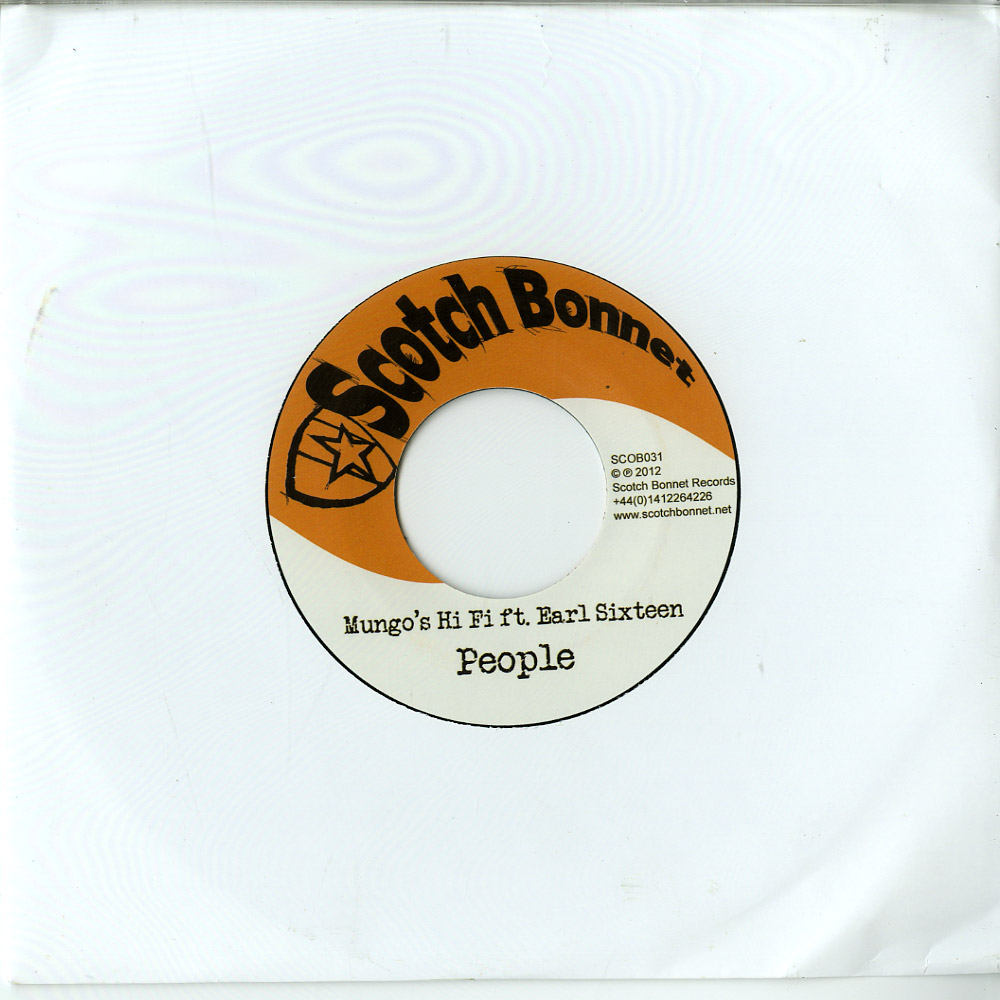 Scotch Bonnet
SCOB031
© ℗ 2012
Scotch Bonnet Records
+44(0)1412264226
www.scotchbonnet.net
Mungo's Hi Fi ft. Earl Sixteen
People